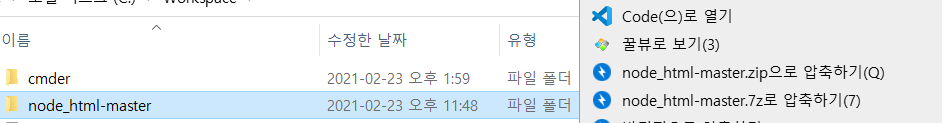 Workspace
이름 수정한 날짜 유형
cmder 2021-02-23 오후 1:59 파일 폴더
node_html-master 2021-02-23 오후 11:48 파일 폴더
Code(으)로 열기
꿀뷰로 보기(3)
node_html-master.zip으로 압축하기(Q)
node_html-master.7z로 압축하기(7)